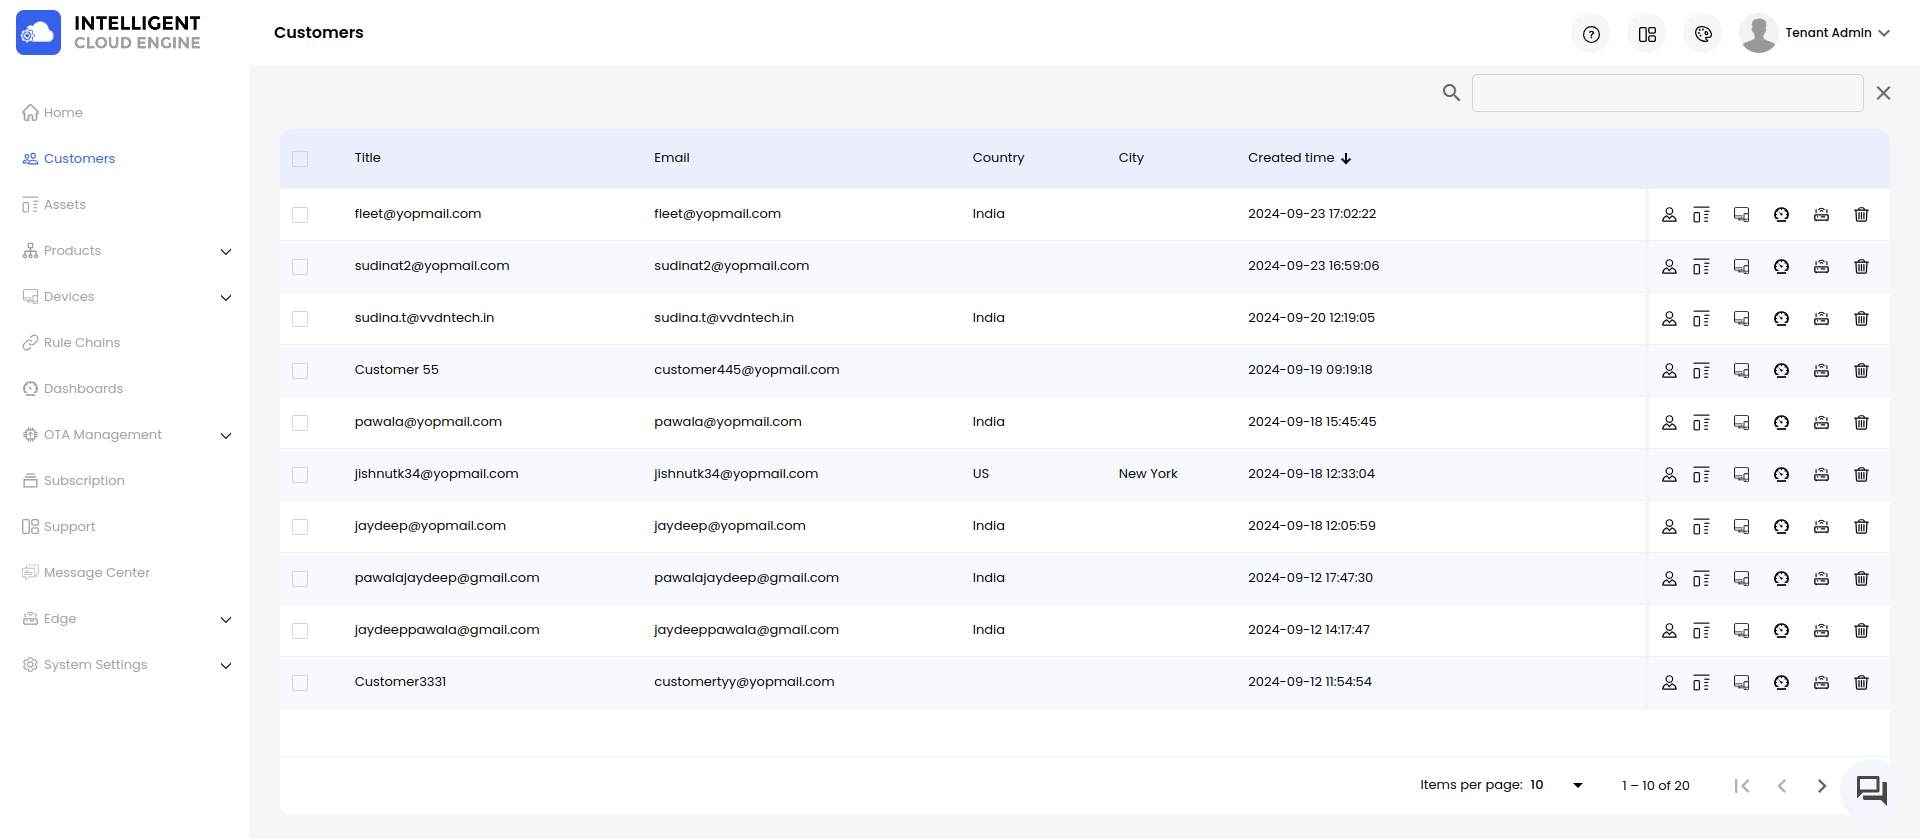 INTELLIGENT
CLOUD ENGINE
Customers
Tenant Admin
Home
Customers
Assets
Products
Devices
Rule Chains
Dashboards
OTA Management
Subscription
Support
Message Center
Edge
System Settings
Title Email Country City Created time
fleet@yopmail.com fleet@yopmail.com India 2024-09-23 17:02:22
sudinat2@yopmail.com sudinat2@yopmail.com 2024-09-23 16:59:06
sudina.t@vvdntech.in sudina.t@vvdntech.in India 2024-09-20 12:19:05
Customer 55 customer445@yopmail.com 2024-09-19 09:19:18
pawala@yopmail.com pawala@yopmail.com India 2024-09-18 15:45:45
jishnutk34@yopmail.com jishnutk34@yopmail.com US New York 2024-09-18 12:33:04
jaydeep@yopmail.com jaydeep@yopmail.com India 2024-09-18 12:05:59
pawalajaydeep@gmail.com pawalajaydeep@gmail.com India 2024-09-12 17:47:30
jaydeeppawala@gmail.com jaydeeppawala@gmail.com India 2024-09-12 14:17:47
Customer3331 customertyy@yopmail.com 2024-09-12 11:54:54
Items per page: 10 1 – 10 of 20